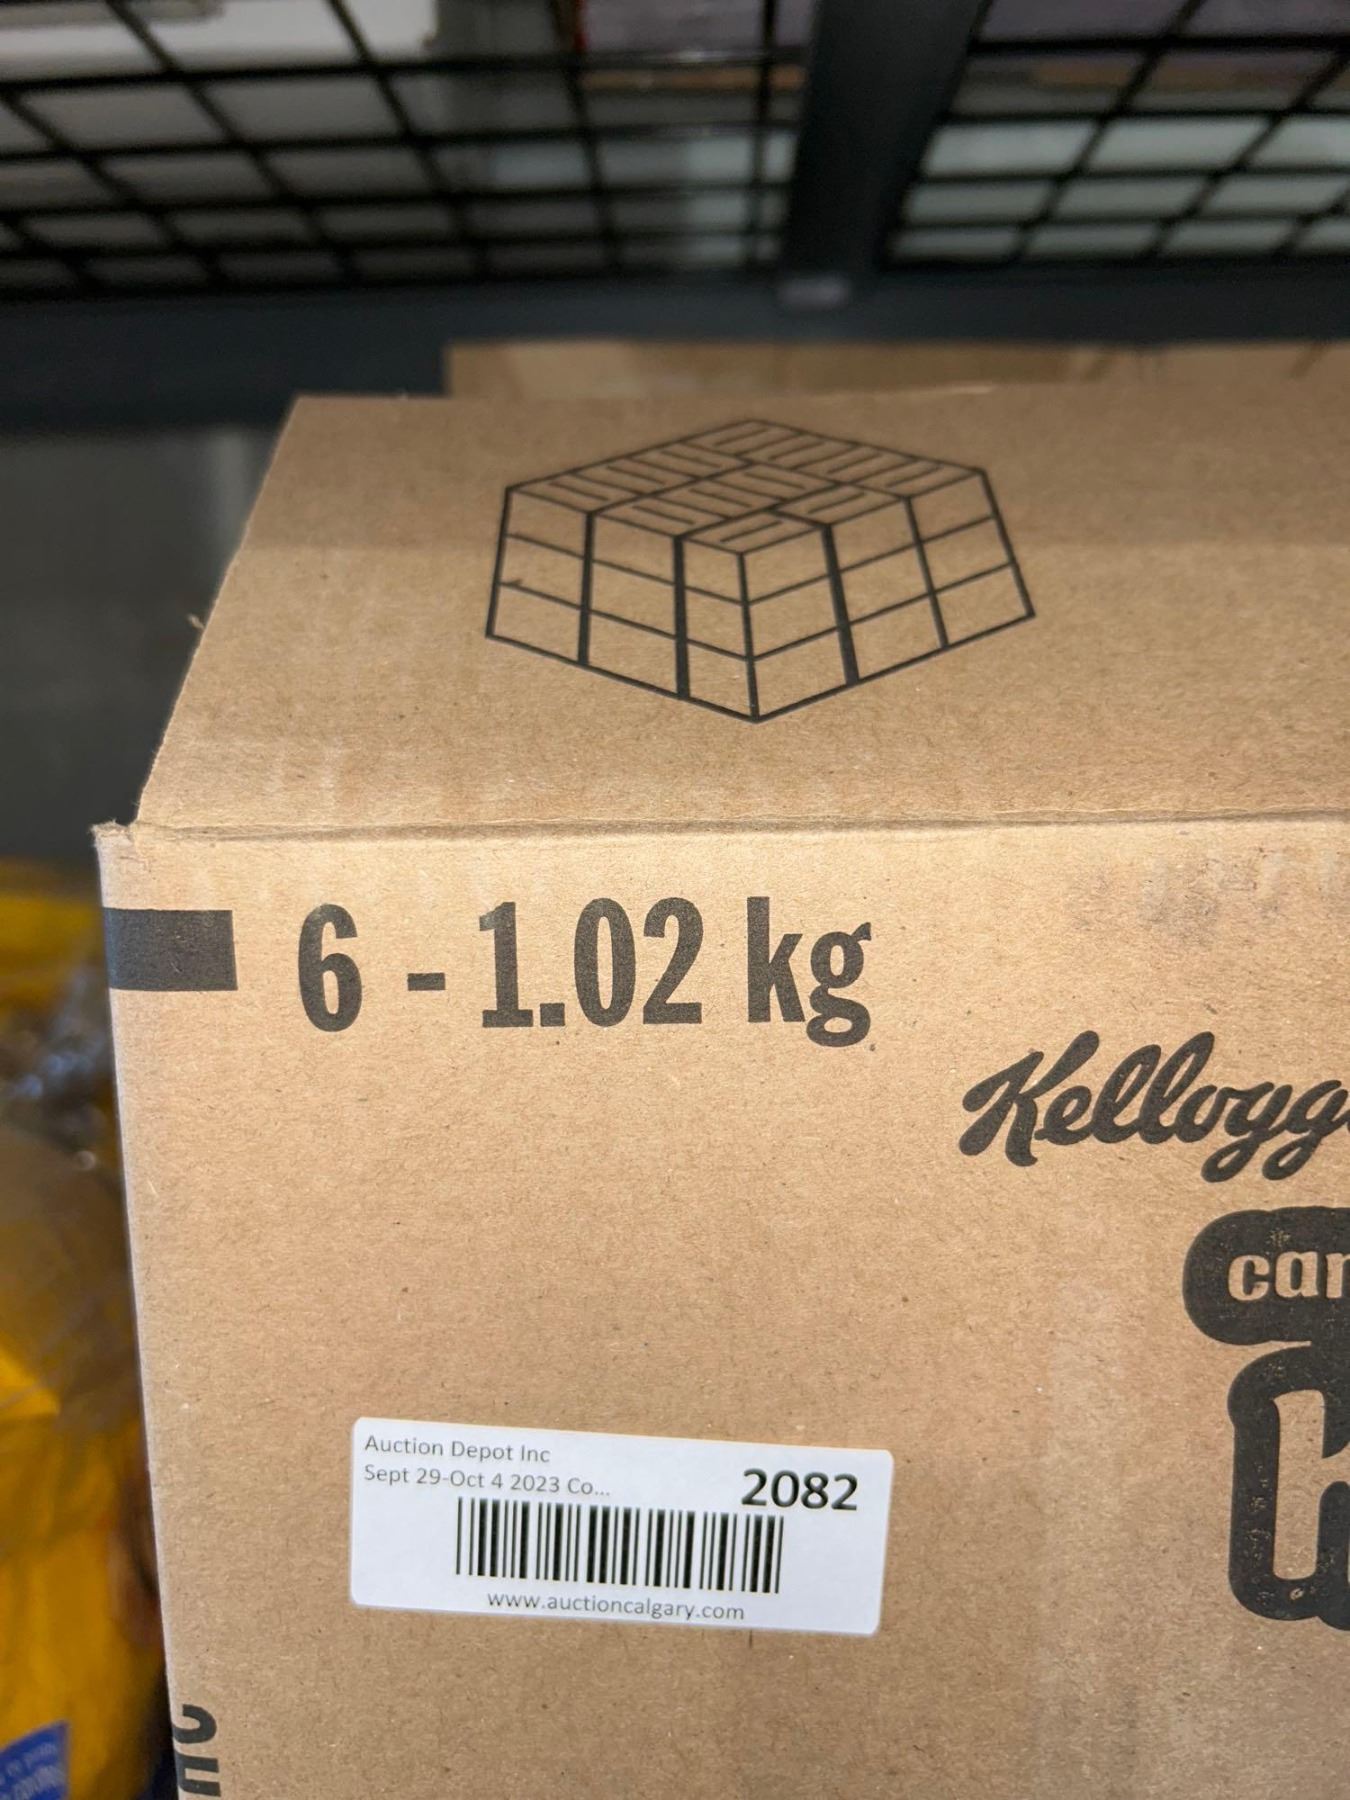 6 - 1.02 kg
Kellogg
Auction Depot Inc
Sept 29-Oct 4 2023 Co...
2082
www.auctioncalgary.com